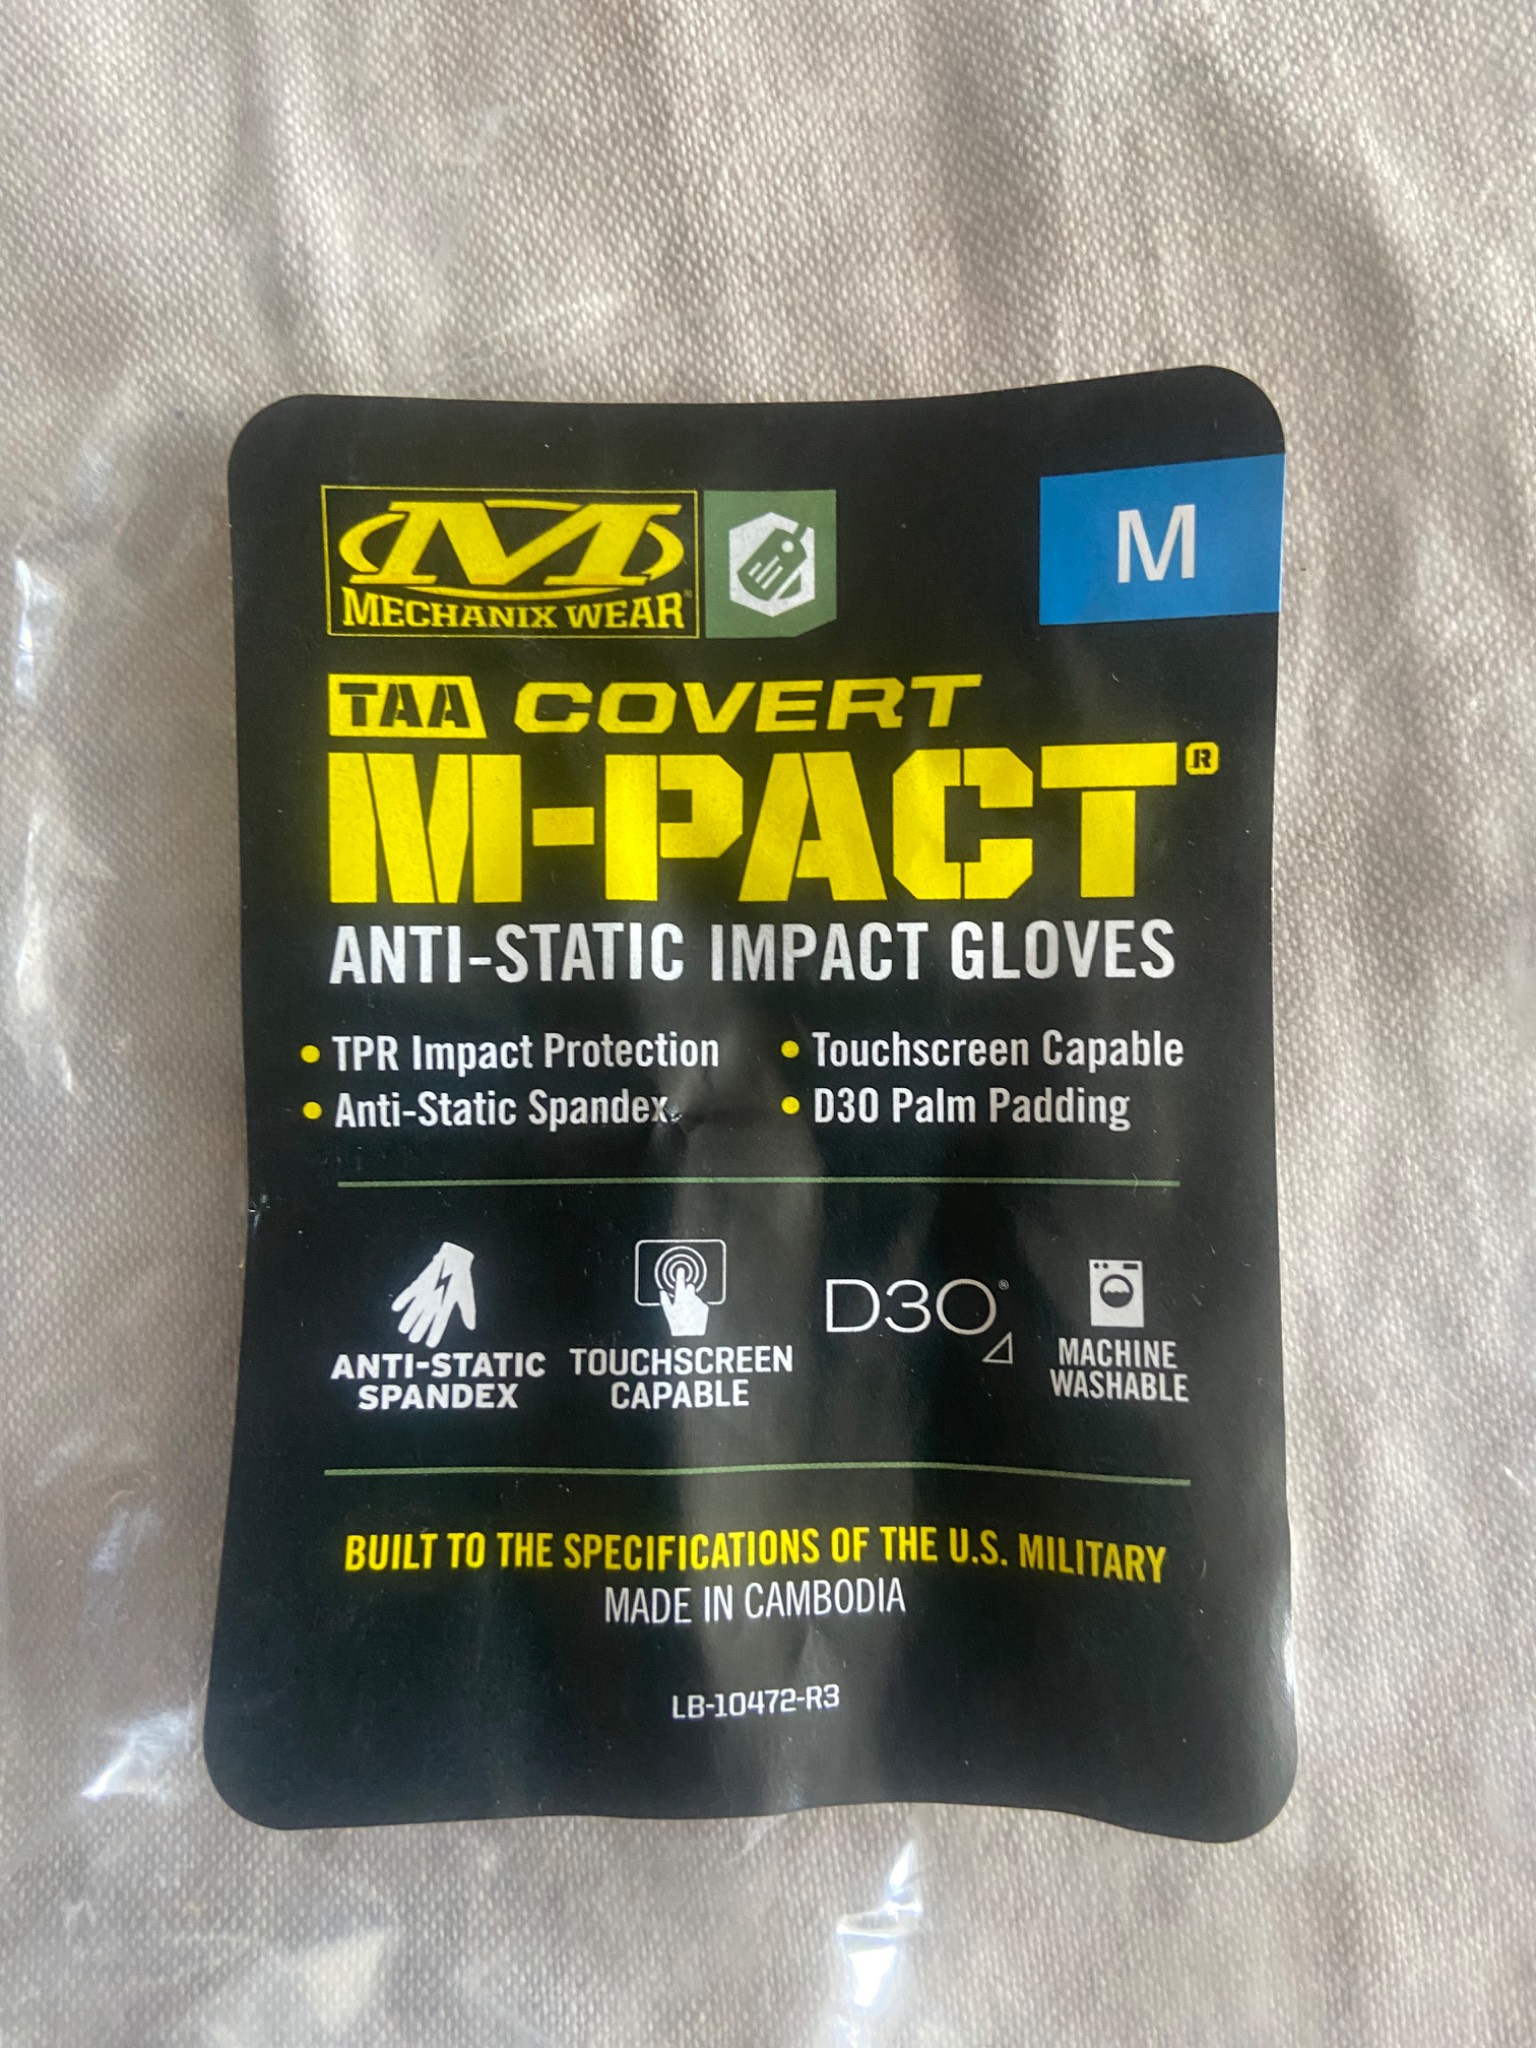 M
MECHANIX WEAR®
M
TAA COVERT
M-PACT®
ANTI-STATIC IMPACT GLOVES
• TPR Impact Protection
• Anti-Static Spandex
• Touchscreen Capable
• D30 Palm Padding
ANTI-STATIC
SPANDEX
TOUCHSCREEN
CAPABLE
D3O®
MACHINE
WASHABLE
BUILT TO THE SPECIFICATIONS OF THE U.S. MILITARY
MADE IN CAMBODIA
LB-10472-R3